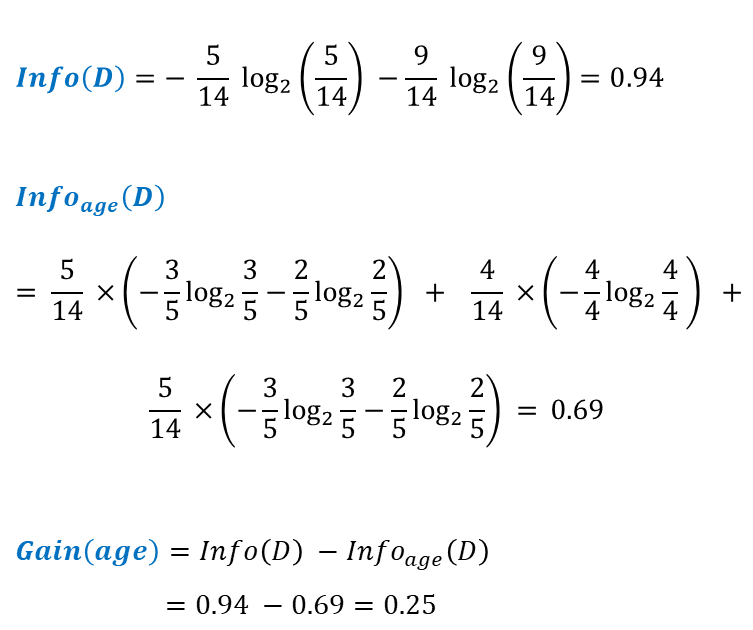 Info(D) = − 5/14 log₂ (5/14) − 9/14 log₂ (9/14) = 0.94
Info_age(D)
= 5/14 × (−3/5 log₂ 3/5 − 2/5 log₂ 2/5) + 4/14 × (−4/4 log₂ 4/4) +
5/14 × (−3/5 log₂ 3/5 − 2/5 log₂ 2/5) = 0.69
Gain(age) = Info(D) − Info_age(D)
= 0.94 − 0.69 = 0.25